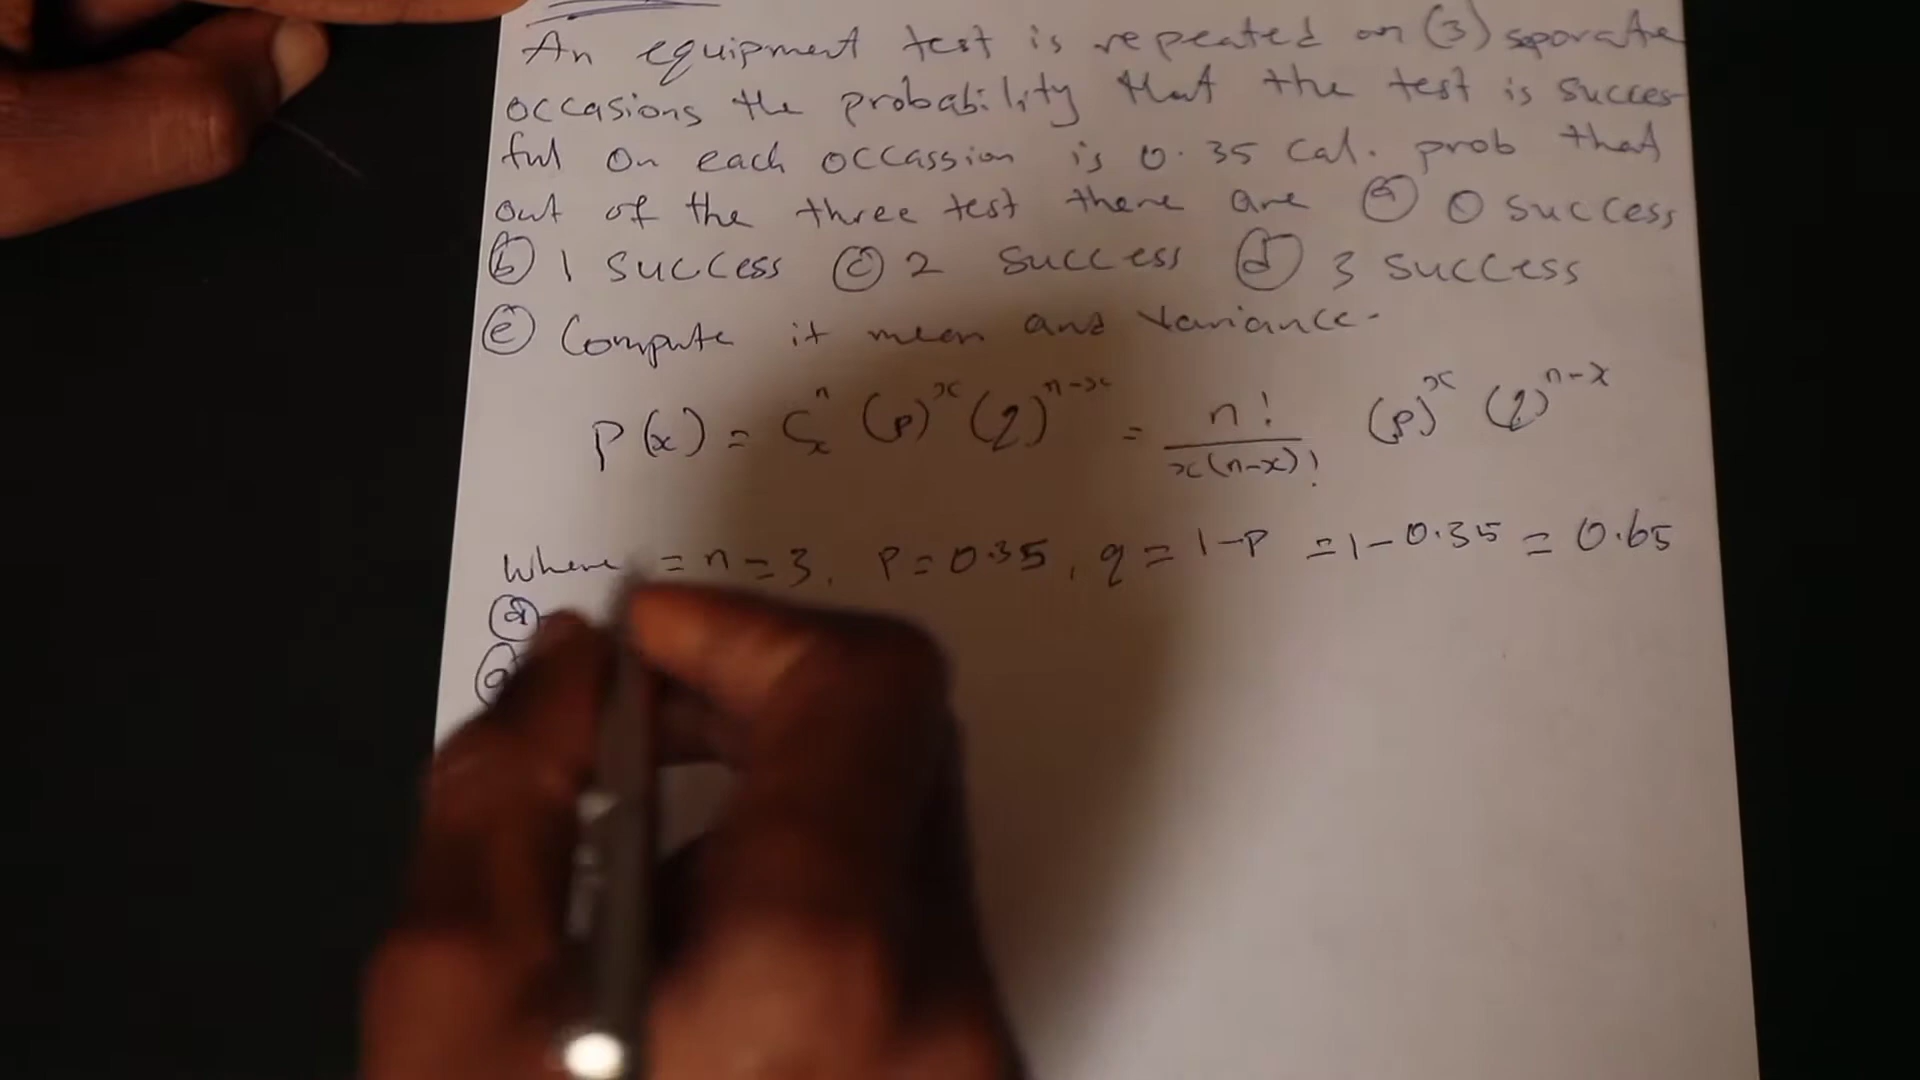 An equipment test is repeated on (3) separate
occasions the probability that the test is succes-
ful on each occassion is 0.35 Cal. prob that
out of the three test there are (a) 0 success
(b) 1 success (c) 2 success (d) 3 success
(e) Compute it mean and variance.
P(x) = Cₓⁿ (p)ˣ (q)ⁿ⁻ˣ = n! / x(n-x)! (p)ˣ (q)ⁿ⁻ˣ
Where = n = 3, P = 0.35, q = 1-P = 1-0.35 = 0.65
(a)
(a)